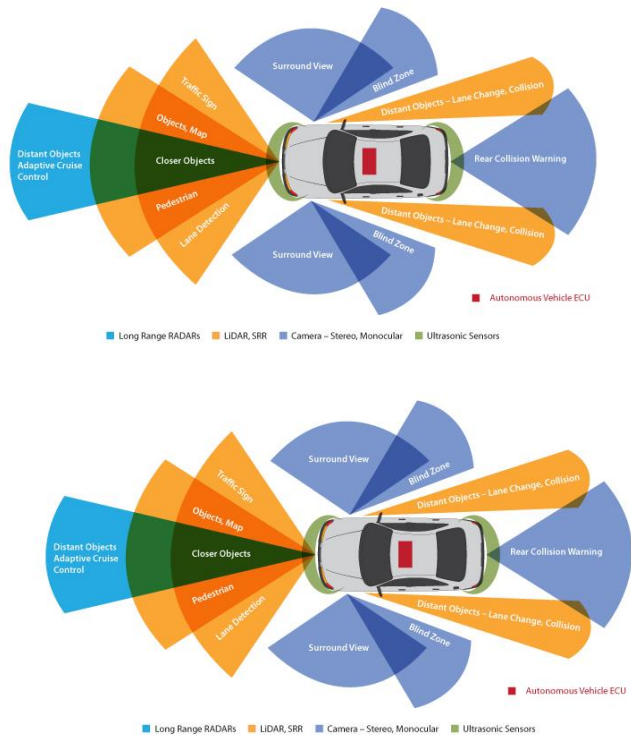 Surround View
Blind Zone
Traffic Sign
Distant Objects – Lane Change, Collision
Objects, Map
Distant Objects
Adaptive Cruise
Control
Closer Objects
Rear Collision Warning
Pedestrian
Lane Detection
Distant Objects – Lane Change, Collision
Surround View
Blind Zone
Autonomous Vehicle ECU
Long Range RADARs
LiDAR, SRR
Camera – Stereo, Monocular
Ultrasonic Sensors
Surround View
Blind Zone
Traffic Sign
Distant Objects – Lane Change, Collision
Objects, Map
Distant Objects
Adaptive Cruise
Control
Closer Objects
Rear Collision Warning
Pedestrian
Lane Detection
Distant Objects – Lane Change, Collision
Surround View
Blind Zone
Autonomous Vehicle ECU
Long Range RADARs
LiDAR, SRR
Camera – Stereo, Monocular
Ultrasonic Sensors